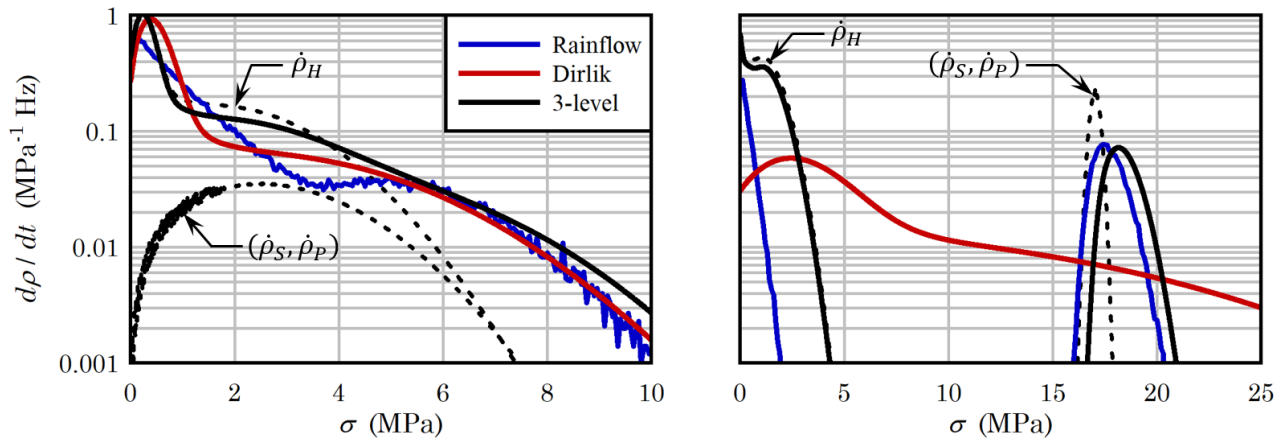 1
0.1
0.01
0.001
dρ / dt (MPa⁻¹ Hz)
ρ̇_H
(ρ̇_S, ρ̇_P)
Rainflow
Dirlik
3-level
0 2 4 6 8 10
σ (MPa)
ρ̇_H
(ρ̇_S, ρ̇_P)
0 5 10 15 20 25
σ (MPa)